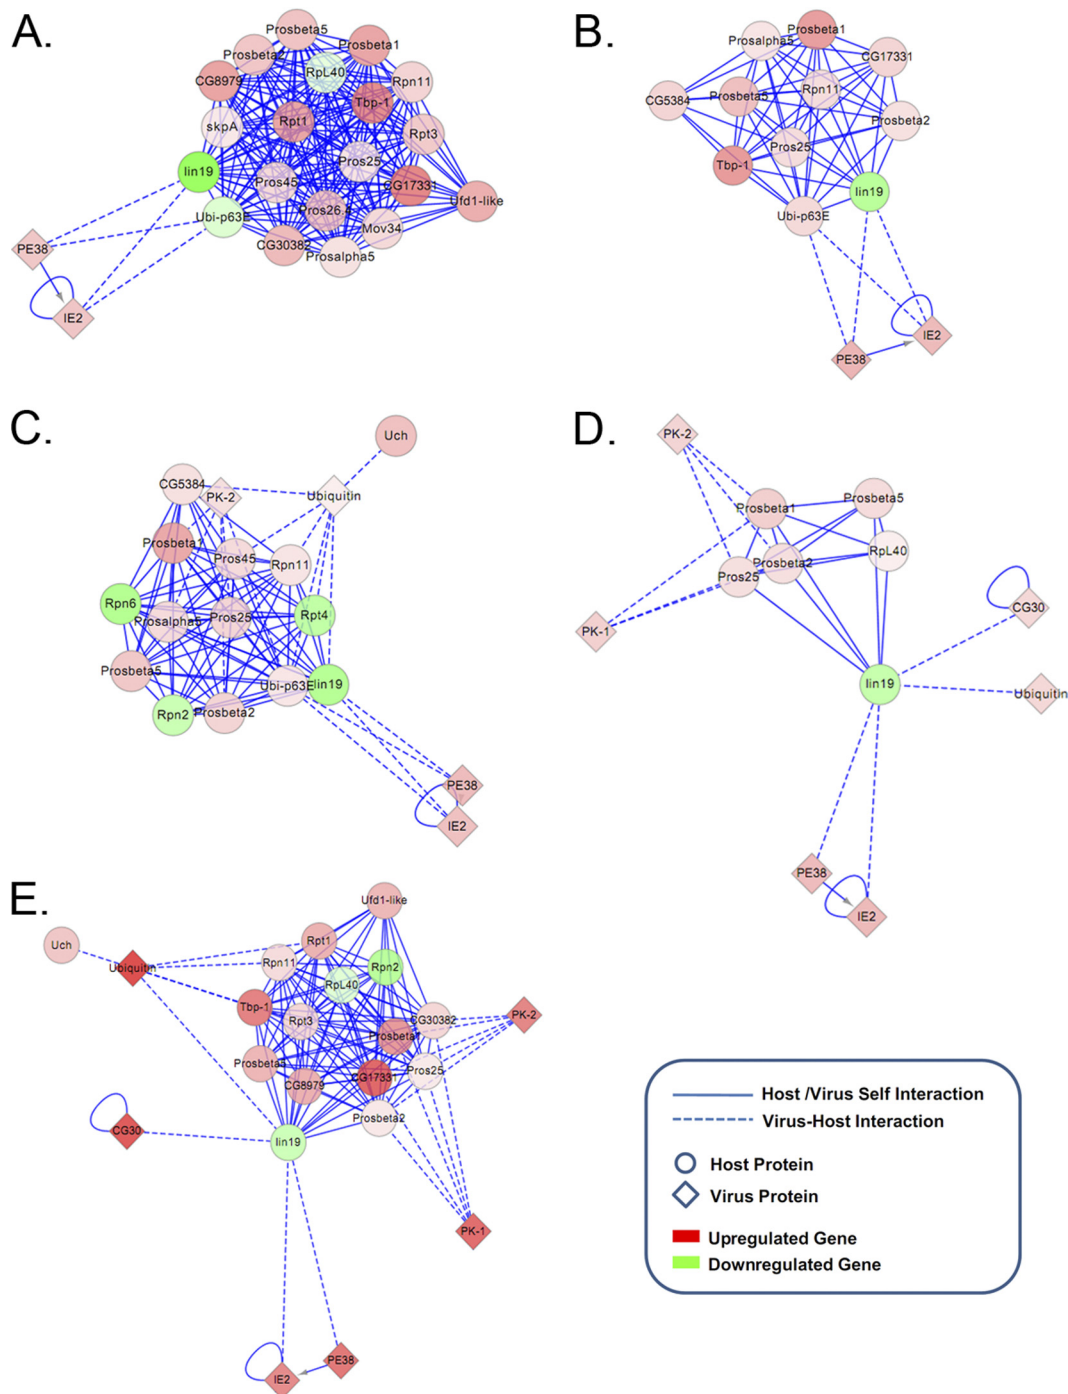 A.
Prosbeta5
Prosbeta1
Prosbeta2
RpL40
CG8979
Rpn11
Tbp-1
Rpt1
skpA
Rpt3
Pros25
lin19
Pros45
CG17331
Ufd1-like
Ubi-p63E
Pros26.4
Mov34
CG30382
Prosalpha5
PE38
IE2
B.
Prosbeta1
Prosalpha5
CG17331
CG5384
Prosbeta5
Rpn11
Prosbeta2
Pros25
Tbp-1
lin19
Ubi-p63E
IE2
PE38
C.
Uch
CG5384
PK-2
Ubiquitin
Prosbeta1
Pros45
Rpn11
Rpn6
Prosalpha5
Pros25
Rpt4
Prosbeta5
Ubi-p63E
lin19
Rpn2
Prosbeta2
PE38
IE2
D.
PK-2
Prosbeta1
Prosbeta5
RpL40
Prosbeta2
Pros25
CG30
PK-1
lin19
Ubiquitin
PE38
IE2
E.
Ufd1-like
Uch
Rpt1
Ubiquitin
Rpn11
Rpn2
RpL40
Tbp-1
Rpt3
CG30382
PK-2
Prosbeta5
CG8979
CG17331
Pros25
Prosbeta2
CG30
lin19
PK-1
PE38
IE2
Host /Virus Self Interaction
Virus-Host Interaction
Host Protein
Virus Protein
Upregulated Gene
Downregulated Gene